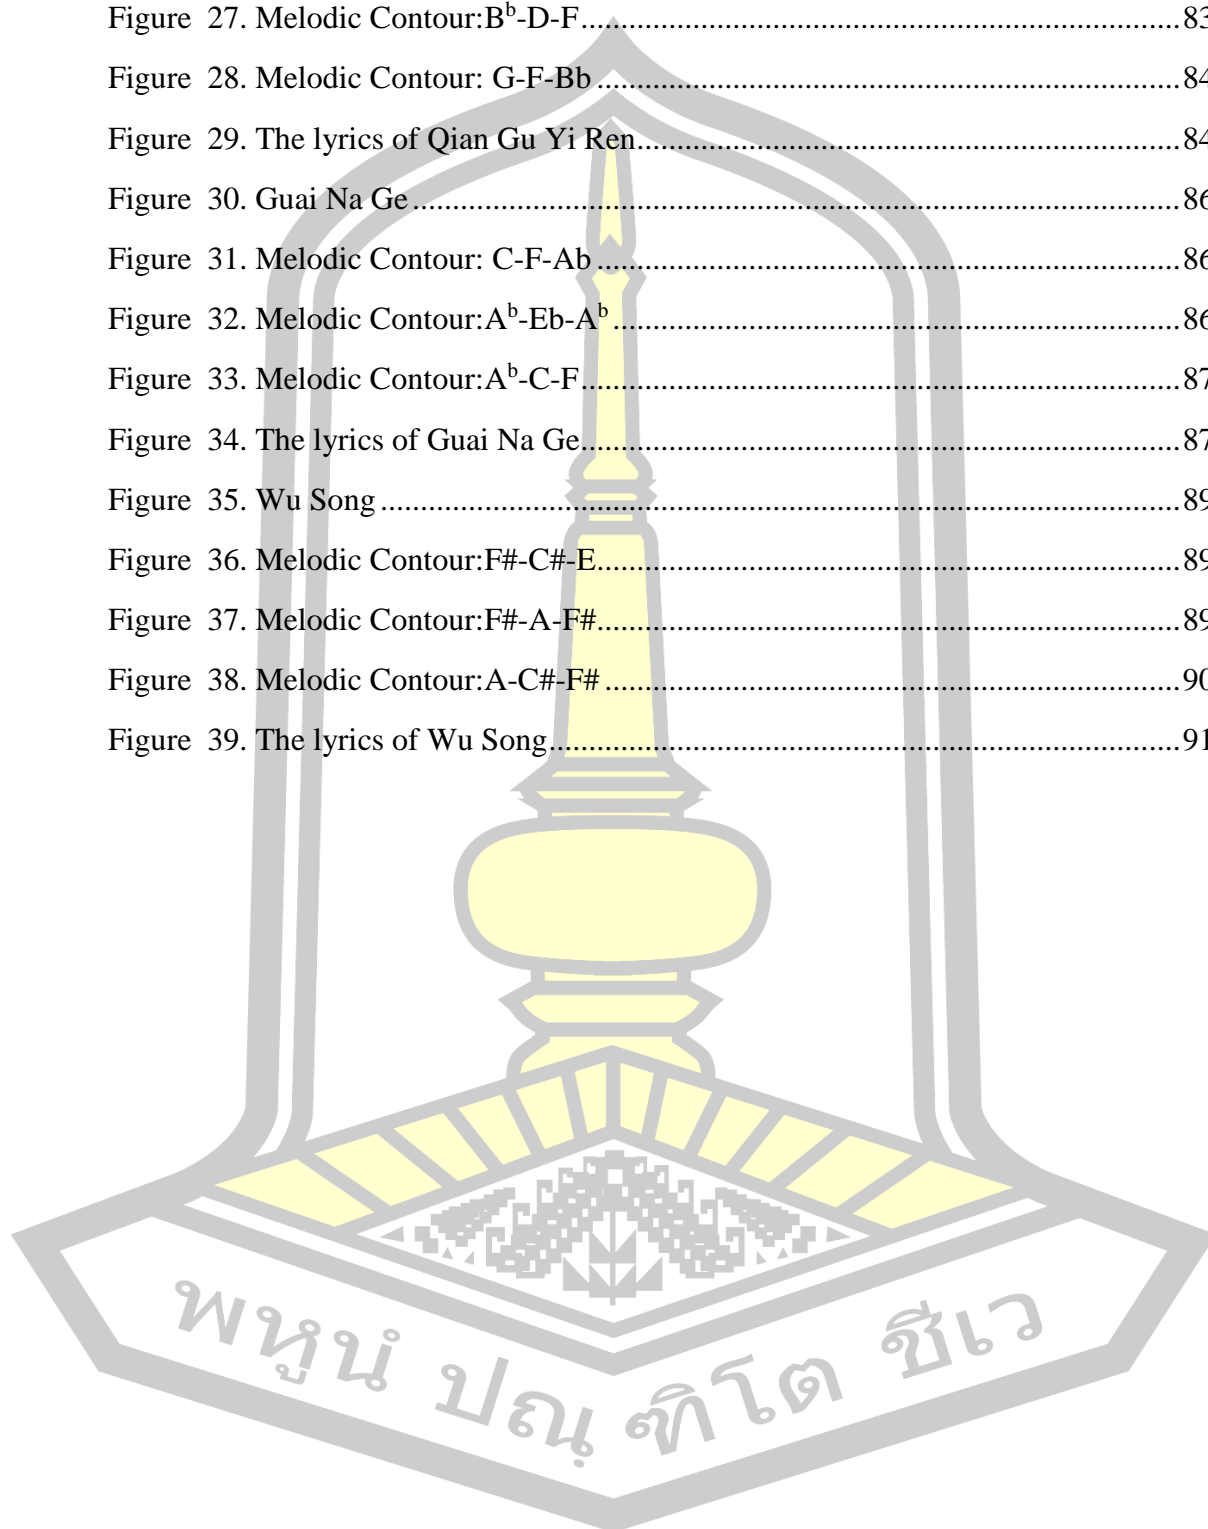 Figure  27. Melodic Contour:Bᵇ-D-F....................................................................................83
Figure  28. Melodic Contour: G-F-Bb ..................................................................................84
Figure  29. The lyrics of Qian Gu Yi Ren..............................................................................84
Figure  30. Guai Na Ge ........................................................................................................86
Figure  31. Melodic Contour: C-F-Ab ..................................................................................86
Figure  32. Melodic Contour:Aᵇ-Eb-Aᵇ ................................................................................86
Figure  33. Melodic Contour:Aᵇ-C-F....................................................................................87
Figure  34. The lyrics of Guai Na Ge....................................................................................87
Figure  35. Wu Song ............................................................................................................89
Figure  36. Melodic Contour:F#-C#-E..................................................................................89
Figure  37. Melodic Contour:F#-A-F#..................................................................................89
Figure  38. Melodic Contour:A-C#-F# .................................................................................90
Figure  39. The lyrics of Wu Song........................................................................................91
พหูนํ ปณฺฑิโต ชีเว